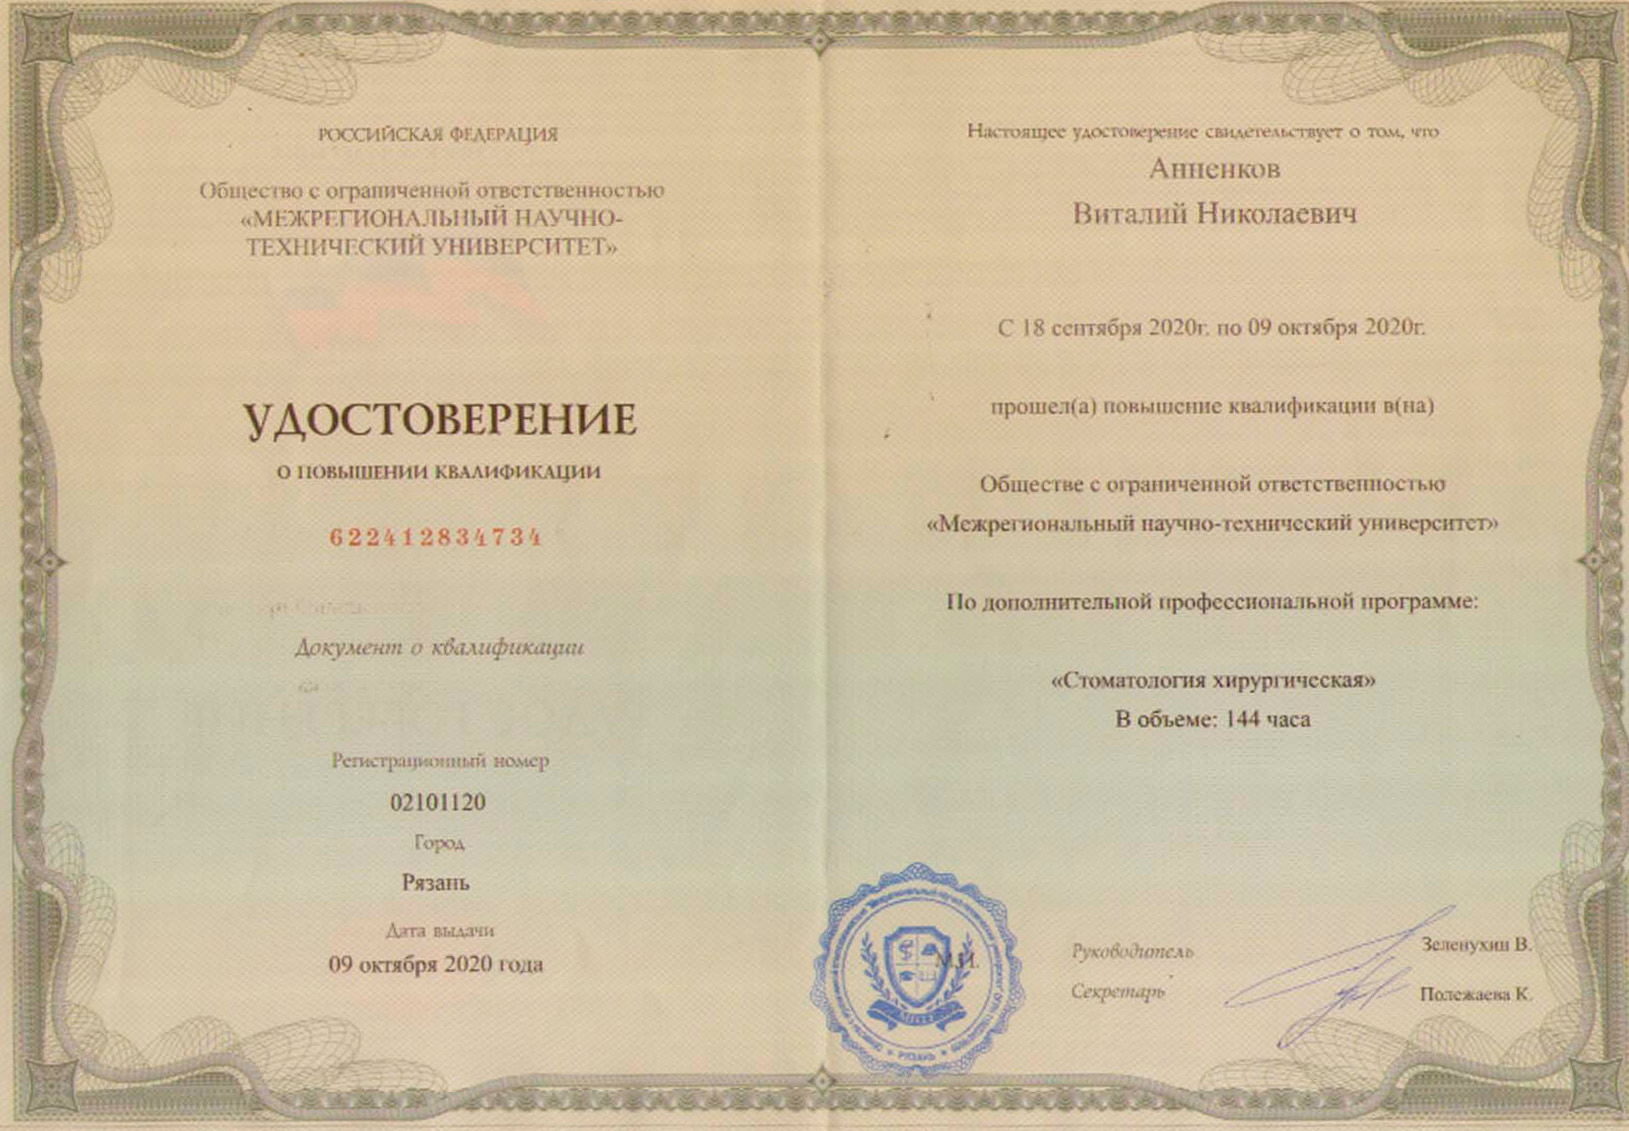 РОССИЙСКАЯ ФЕДЕРАЦИЯ
Общество с ограниченной ответственностью
«МЕЖРЕГИОНАЛЬНЫЙ НАУЧНО-
ТЕХНИЧЕСКИЙ УНИВЕРСИТЕТ»
УДОСТОВЕРЕНИЕ
О ПОВЫШЕНИИ КВАЛИФИКАЦИИ
622412834734
Документ о квалификации
Регистрационный номер
02101120
Город
Рязань
Дата выдачи
09 октября 2020 года
Настоящее удостоверение свидетельствует о том, что
Анненков
Виталий Николаевич
С 18 сентября 2020г. по 09 октября 2020г.
прошел(а) повышение квалификации в(на)
Обществе с ограниченной ответственностью
«Межрегиональный научно-технический университет»
По дополнительной профессиональной программе:
«Стоматология хирургическая»
В объеме: 144 часа
М.П.
РЯЗАНЬ
Руководитель
Зеленухин В.
Секретарь
Полежаева К.